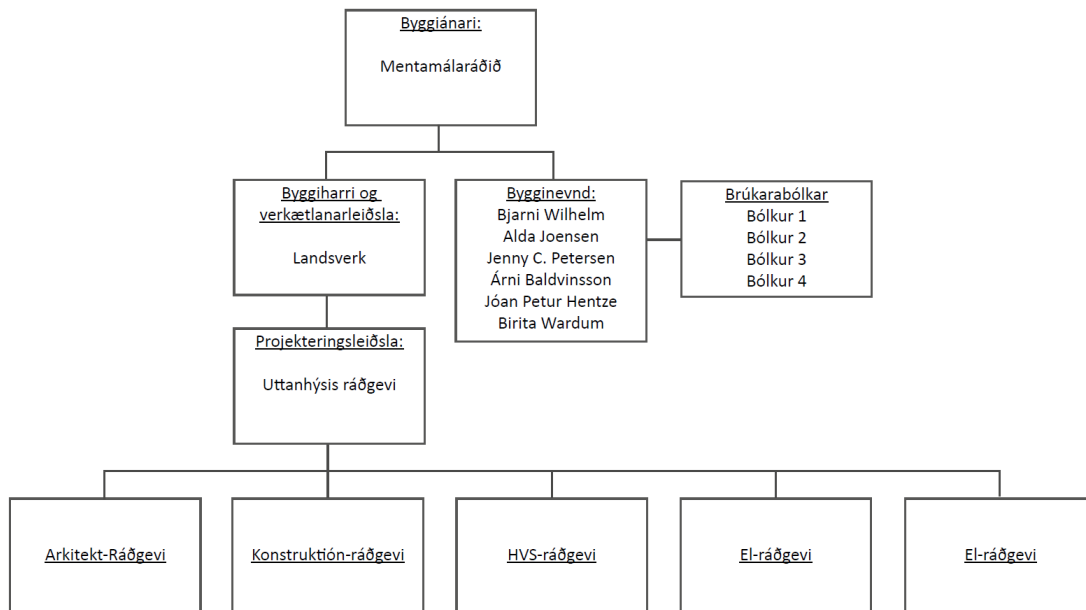 Byggiánari:
Mentamálaráðið
Byggiharri og
verkætlanarleiðsla:
Landsverk
Bygginevnd:
Bjarni Wilhelm
Alda Joensen
Jenny C. Petersen
Árni Baldvinsson
Jóan Petur Hentze
Birita Wardum
Brúkarabólkar
Bólkur 1
Bólkur 2
Bólkur 3
Bólkur 4
Projekteringsleiðsla:
Uttanhýsis ráðgevi
Arkitekt-Ráðgevi
Konstruktión-ráðgevi
HVS-ráðgevi
El-ráðgevi
El-ráðgevi